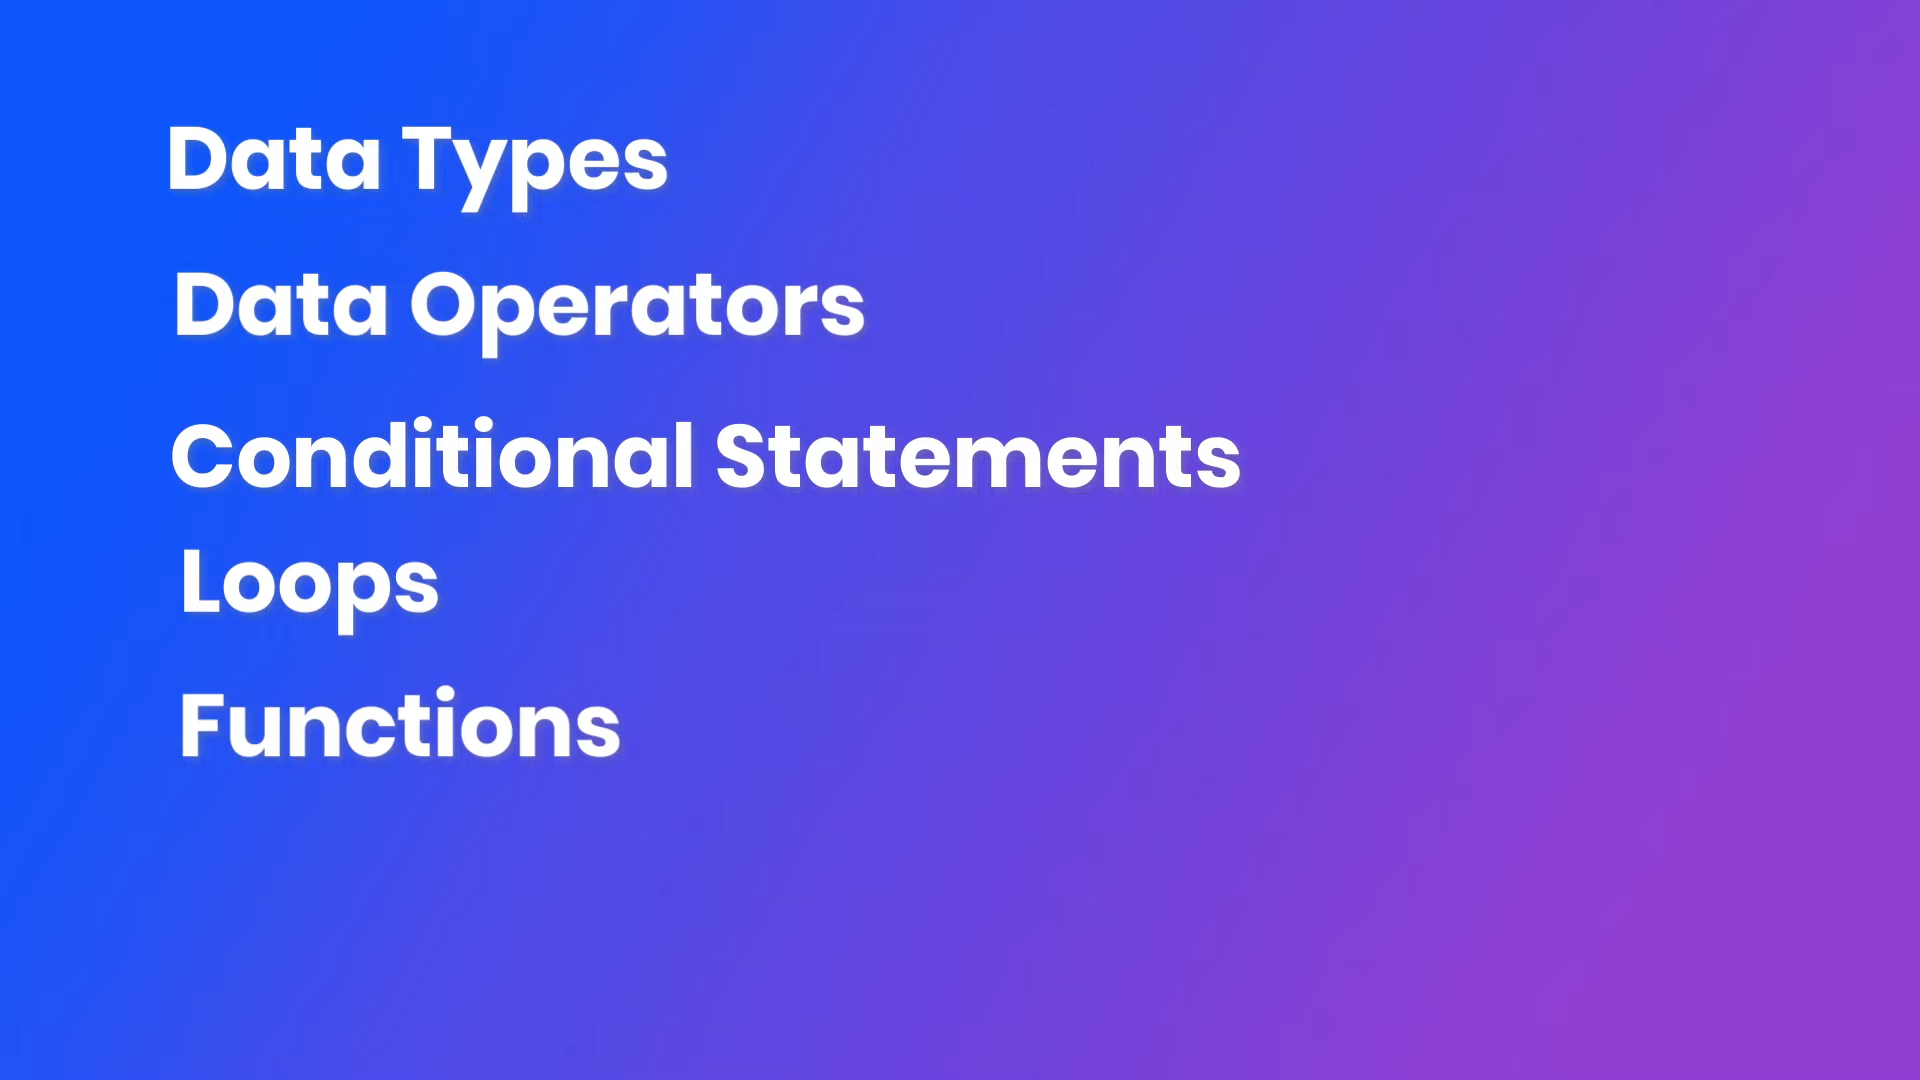 Data Types
Data Operators
Conditional Statements
Loops
Functions